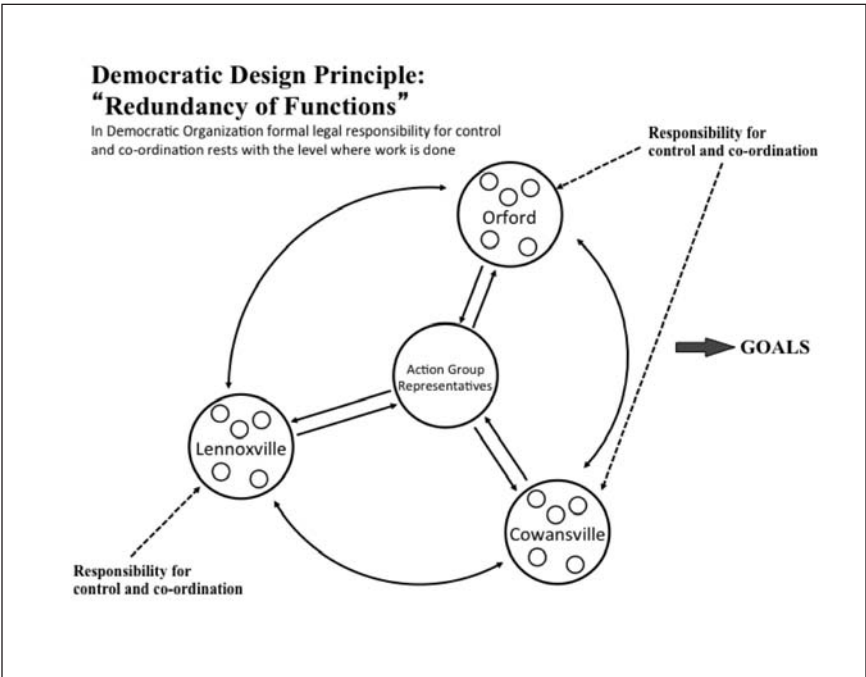 Democratic Design Principle:
“Redundancy of Functions”
In Democratic Organization formal legal responsibility for control
and co-ordination rests with the level where work is done
Responsibility for
control and co-ordination
Orford
GOALS
Action Group
Representatives
Lennoxville
Cowansville
Responsibility for
control and co-ordination